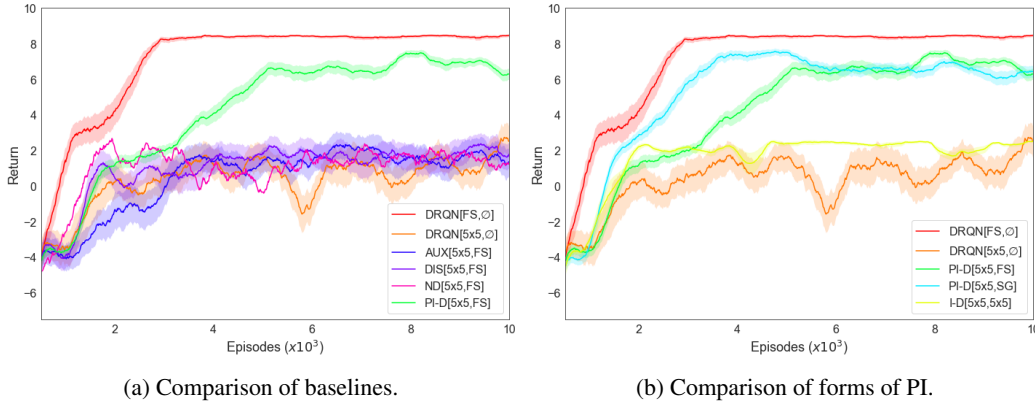 10
8
6
4
2
0
−2
−4
−6
Return
2
4
6
8
10
Episodes (x10³)
DRQN[FS,∅]
DRQN[5x5,∅]
AUX[5x5,FS]
DIS[5x5,FS]
ND[5x5,FS]
PI-D[5x5,FS]
(a) Comparison of baselines.
10
8
6
4
2
0
−2
−4
−6
Return
2
4
6
8
10
Episodes (x10³)
DRQN[FS,∅]
DRQN[5x5,∅]
PI-D[5x5,FS]
PI-D[5x5,SG]
I-D[5x5,5x5]
(b) Comparison of forms of PI.